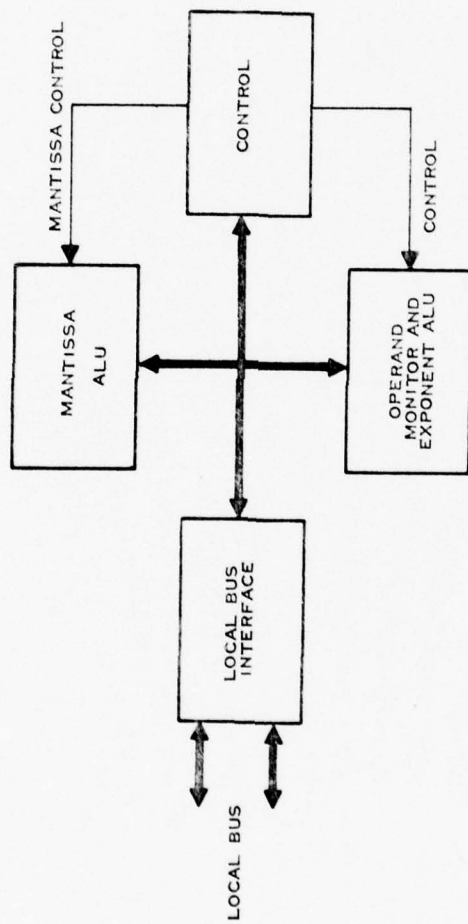 MANTISSA CONTROL
MANTISSA
ALU
CONTROL
LOCAL BUS
LOCAL BUS
INTERFACE
OPERAND
MONITOR AND
EXPONENT ALU
CONTROL